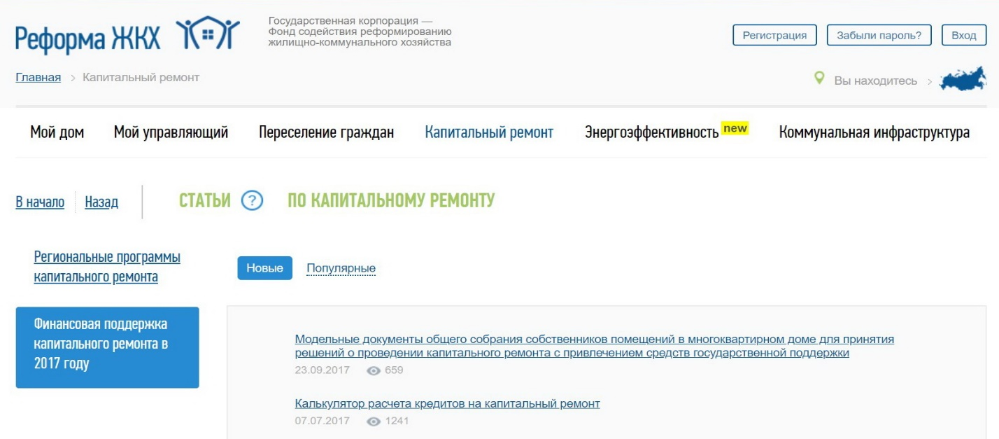 Реформа ЖКХ
Государственная корпорация —
Фонд содействия реформированию
жилищно-коммунального хозяйства
Регистрация Забыли пароль? Вход
Главная > Капитальный ремонт
Вы находитесь >
Мой дом Мой управляющий Переселение граждан Капитальный ремонт Энергоэффективность new Коммунальная инфраструктура
В начало Назад СТАТЬИ ? ПО КАПИТАЛЬНОМУ РЕМОНТУ
Региональные программы
капитального ремонта
Новые Популярные
Финансовая поддержка
капитального ремонта в
2017 году
Модельные документы общего собрания собственников помещений в многоквартирном доме для принятия
решений о проведении капитального ремонта с привлечением средств государственной поддержки
23.09.2017 659
Калькулятор расчета кредитов на капитальный ремонт
07.07.2017 1241